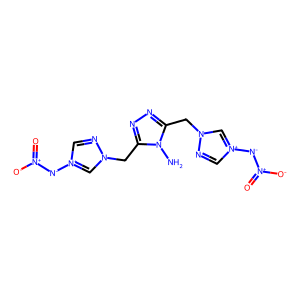 N N
N
N
O N N N
N⁺ N N⁻
N⁺ N⁺ NH₂
O N N⁺ O⁻
O